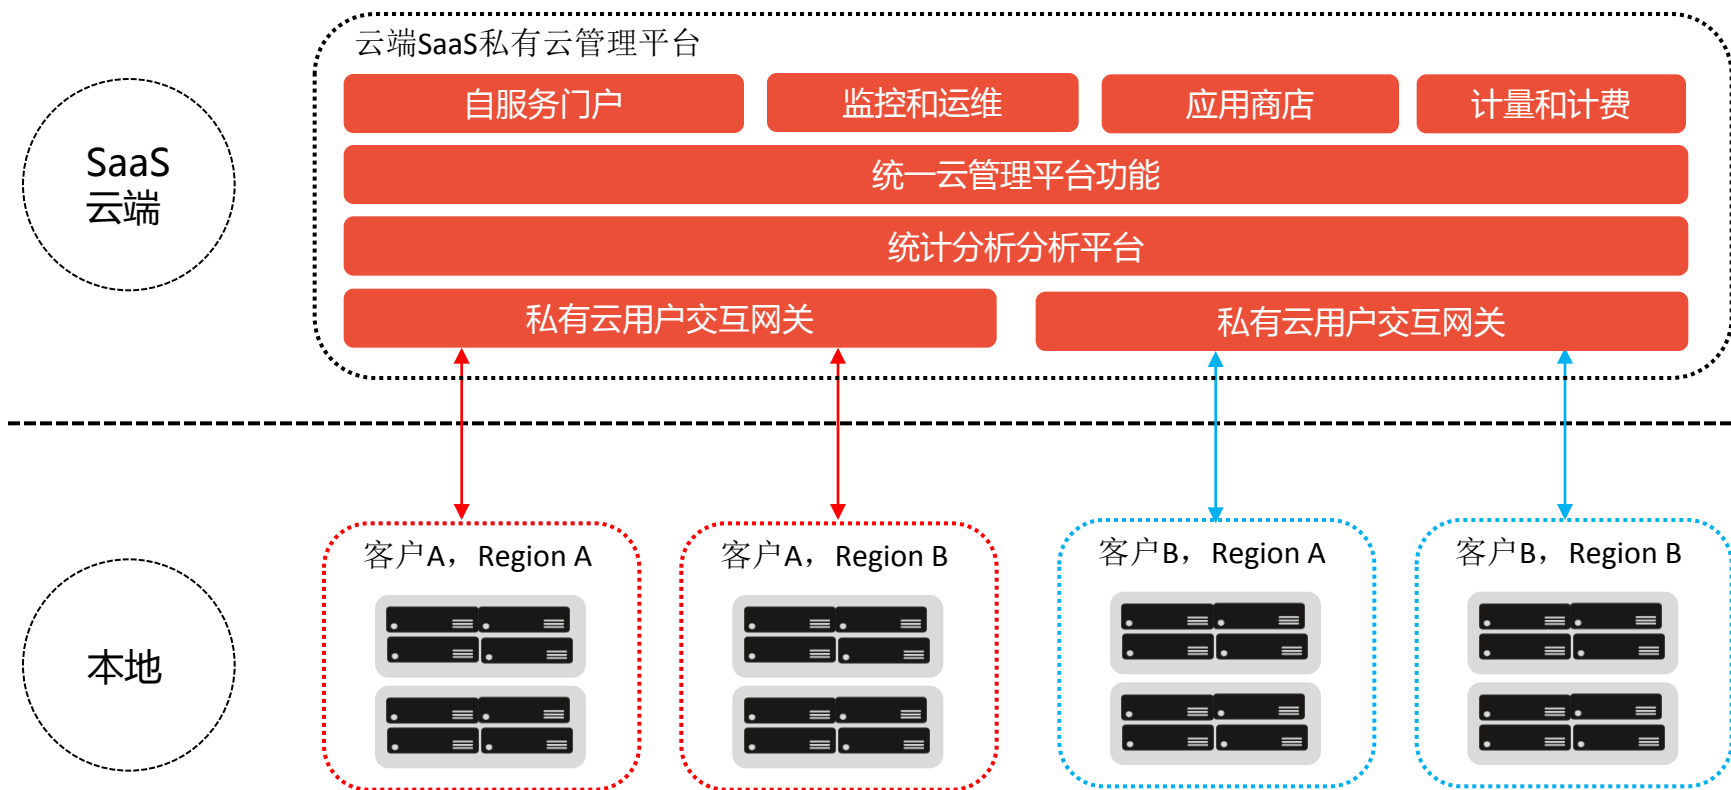 云端SaaS私有云管理平台
自服务门户
监控和运维
应用商店
计量和计费
SaaS
云端
统一云管理平台功能
统计分析分析平台
私有云用户交互网关
私有云用户交互网关
客户A，Region A
客户A，Region B
客户B，Region A
客户B，Region B
本地